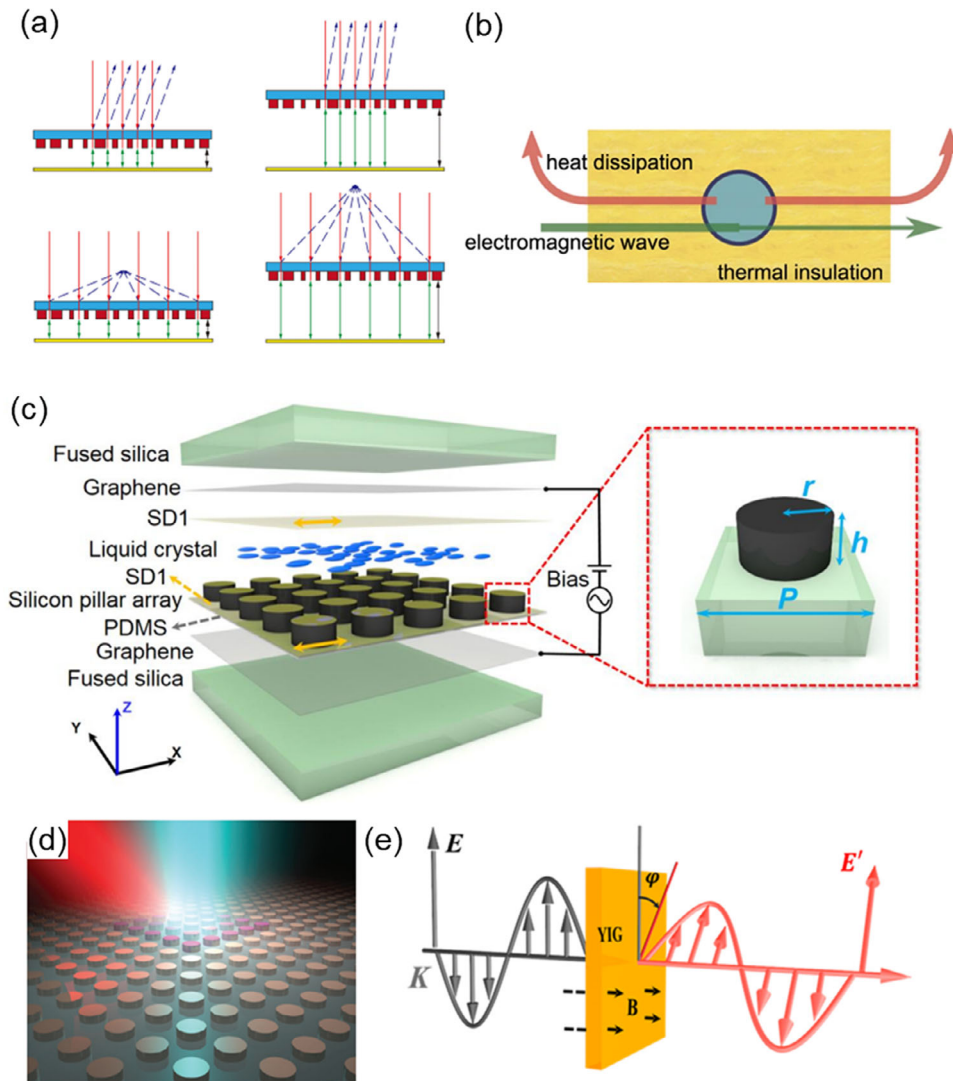 (a)
(b)
heat dissipation
electromagnetic wave
thermal insulation
(c)
Fused silica
Graphene
SD1
Liquid crystal
SD1
Silicon pillar array
PDMS
Graphene
Fused silica
Bias
r
h
P
Z
Y
X
(d)
(e)
E
K
YIG
B
φ
E'